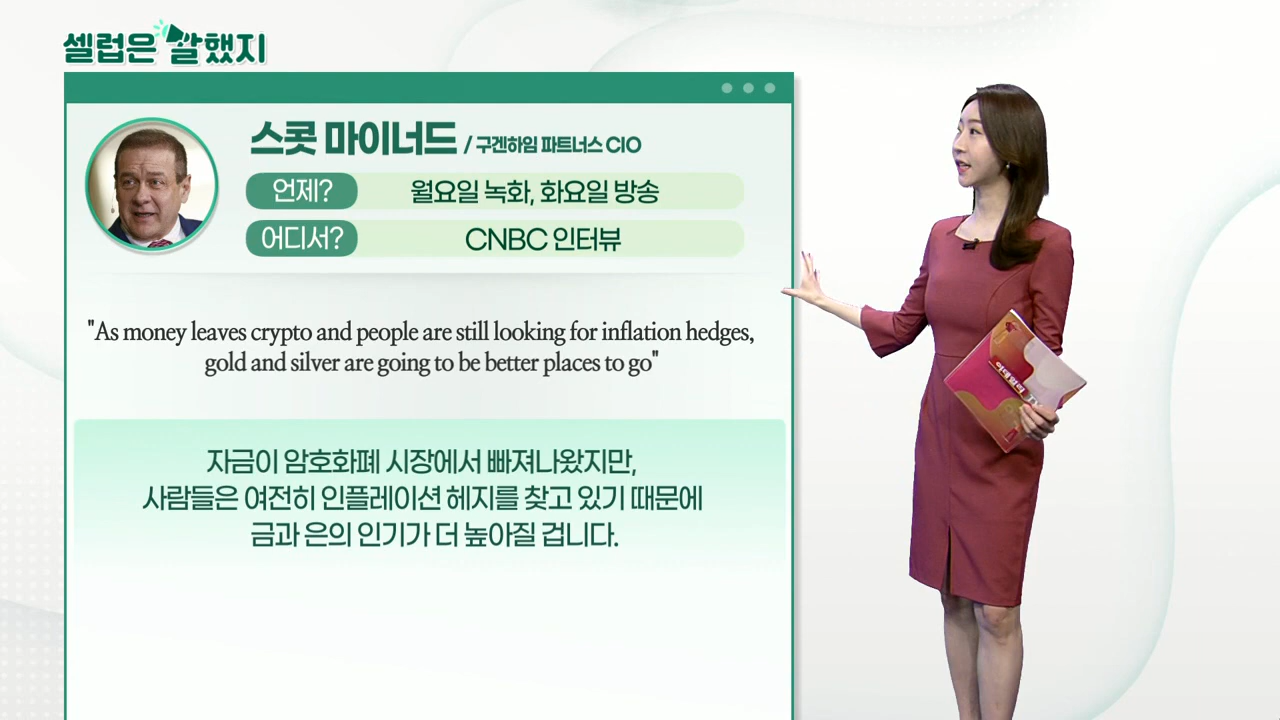 셀럽은 말했지
스콧 마이너드 / 구겐하임 파트너스 CIO
언제? 월요일 녹화, 화요일 방송
어디서? CNBC 인터뷰
"As money leaves crypto and people are still looking for inflation hedges,
gold and silver are going to be better places to go"
자금이 암호화폐 시장에서 빠져나왔지만,
사람들은 여전히 인플레이션 헤지를 찾고 있기 때문에
금과 은의 인기가 더 높아질 겁니다.